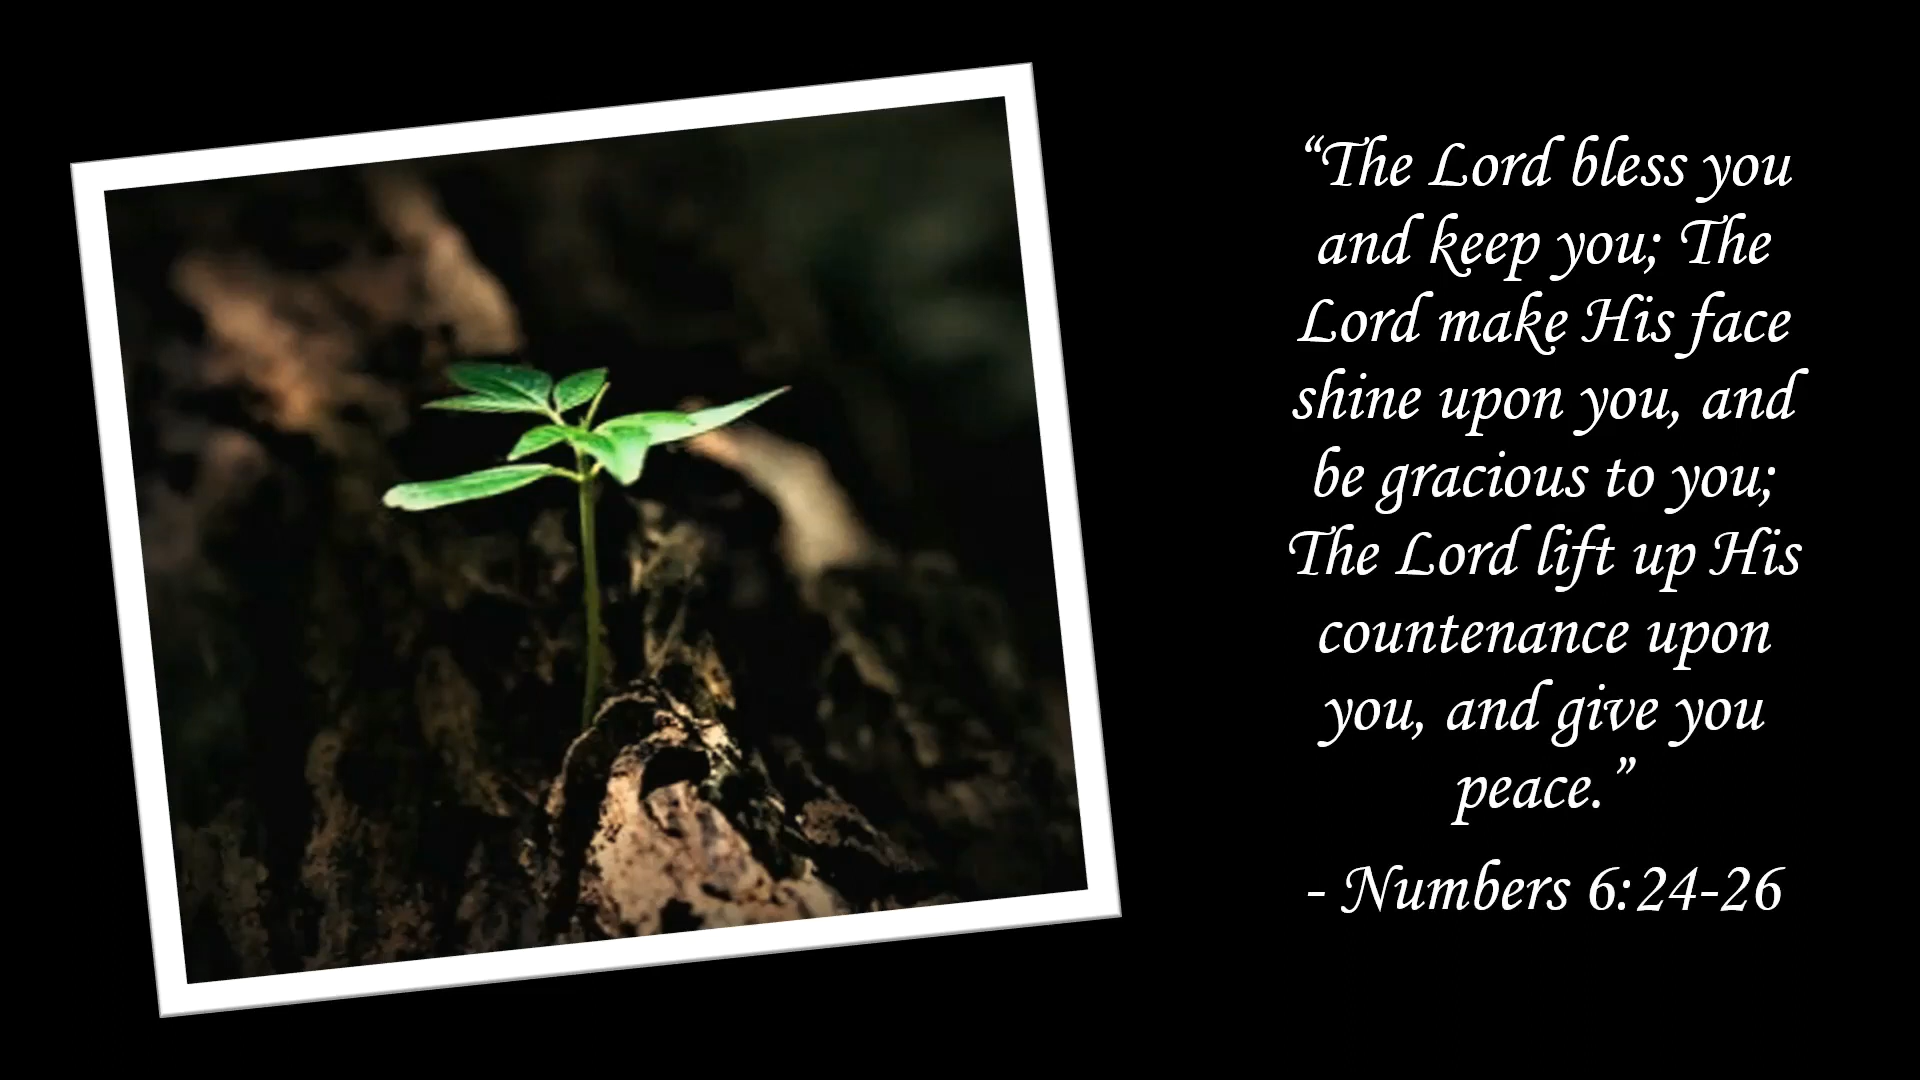 “The Lord bless you
and keep you; The
Lord make His face
shine upon you, and
be gracious to you;
The Lord lift up His
countenance upon
you, and give you
peace.”
- Numbers 6:24-26